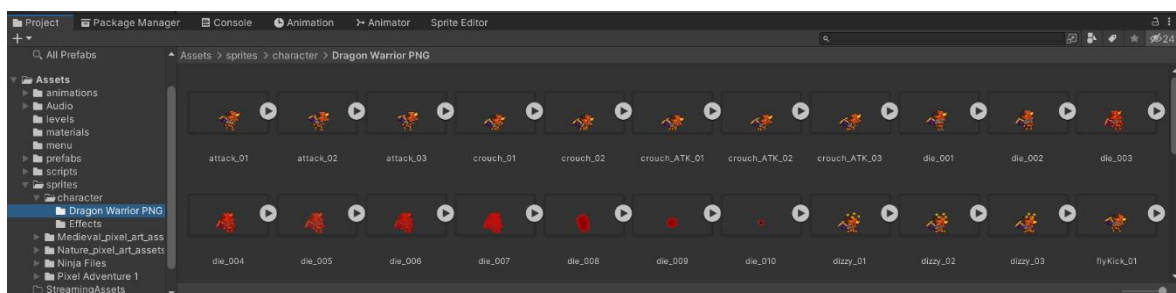 Project Package Manager Console Animation Animator Sprite Editor
24
All Prefabs
Assets > sprites > character > Dragon Warrior PNG
Assets
animations
Audio
levels
materials
menu
prefabs
scripts
sprites
character
Dragon Warrior PNG
Effects
Medieval_pixel_art_ass
Nature_pixel_art_assets
Ninja Files
Pixel Adventure 1
StreamingAssets
attack_01 attack_02 attack_03 crouch_01 crouch_02 crouch_ATK_01 crouch_ATK_02 crouch_ATK_03 die_001 die_002 die_003
die_004 die_005 die_006 die_007 die_008 die_009 die_010 dizzy_01 dizzy_02 dizzy_03 flyKick_01